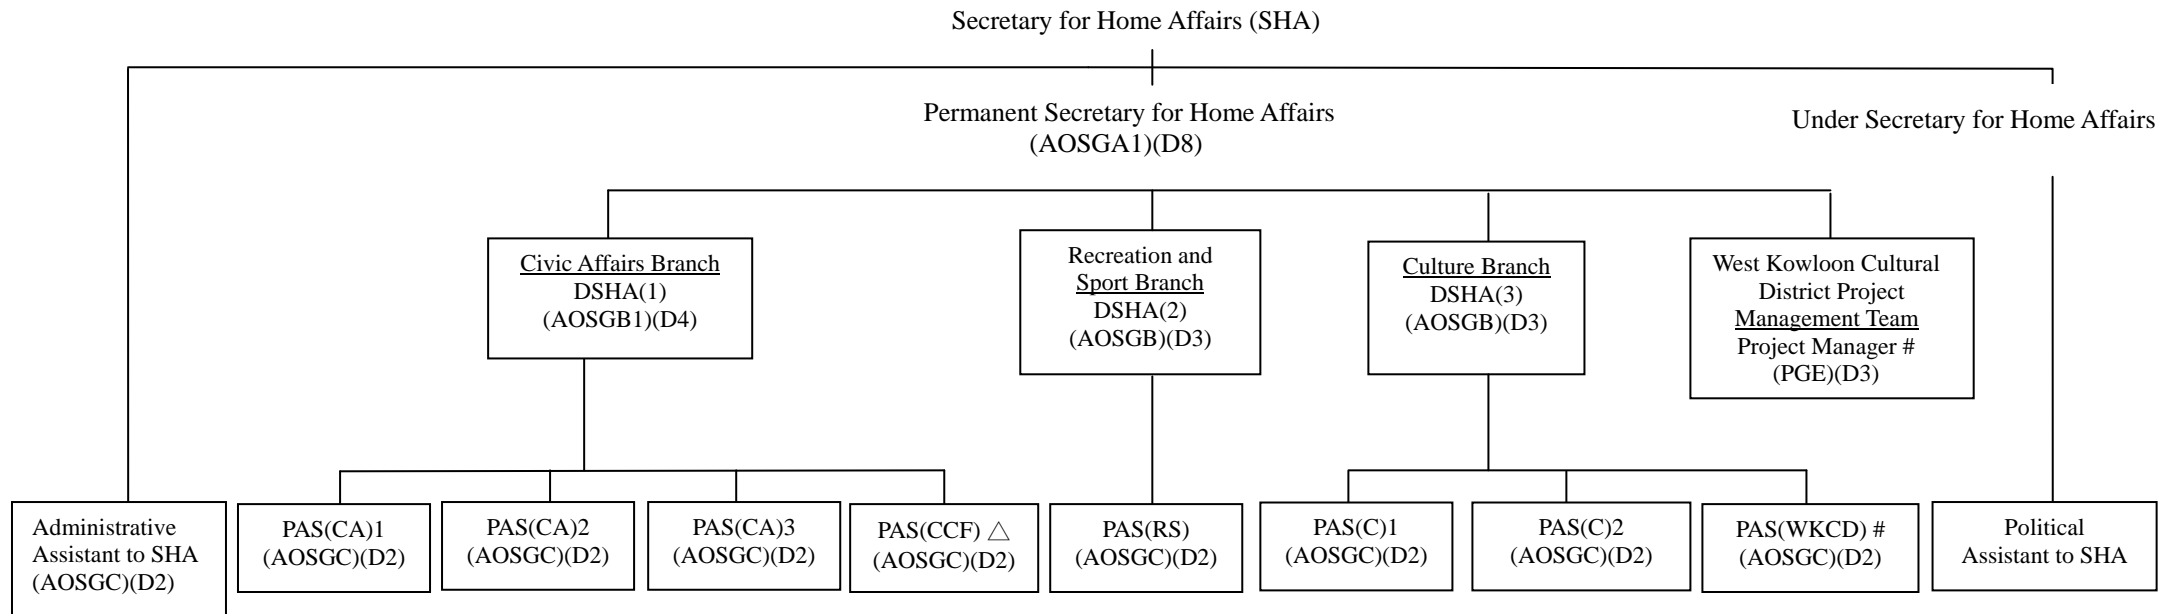 Secretary for Home Affairs (SHA)
Permanent Secretary for Home Affairs
(AOSGA1)(D8)
Under Secretary for Home Affairs
Civic Affairs Branch
DSHA(1)
(AOSGB1)(D4)
Recreation and
Sport Branch
DSHA(2)
(AOSGB)(D3)
Culture Branch
DSHA(3)
(AOSGB)(D3)
West Kowloon Cultural
District Project
Management Team
Project Manager #
(PGE)(D3)
Administrative
Assistant to SHA
(AOSGC)(D2)
PAS(CA)1
(AOSGC)(D2)
PAS(CA)2
(AOSGC)(D2)
PAS(CA)3
(AOSGC)(D2)
PAS(CCF) △
(AOSGC)(D2)
PAS(RS)
(AOSGC)(D2)
PAS(C)1
(AOSGC)(D2)
PAS(C)2
(AOSGC)(D2)
PAS(WKCD) #
(AOSGC)(D2)
Political
Assistant to SHA